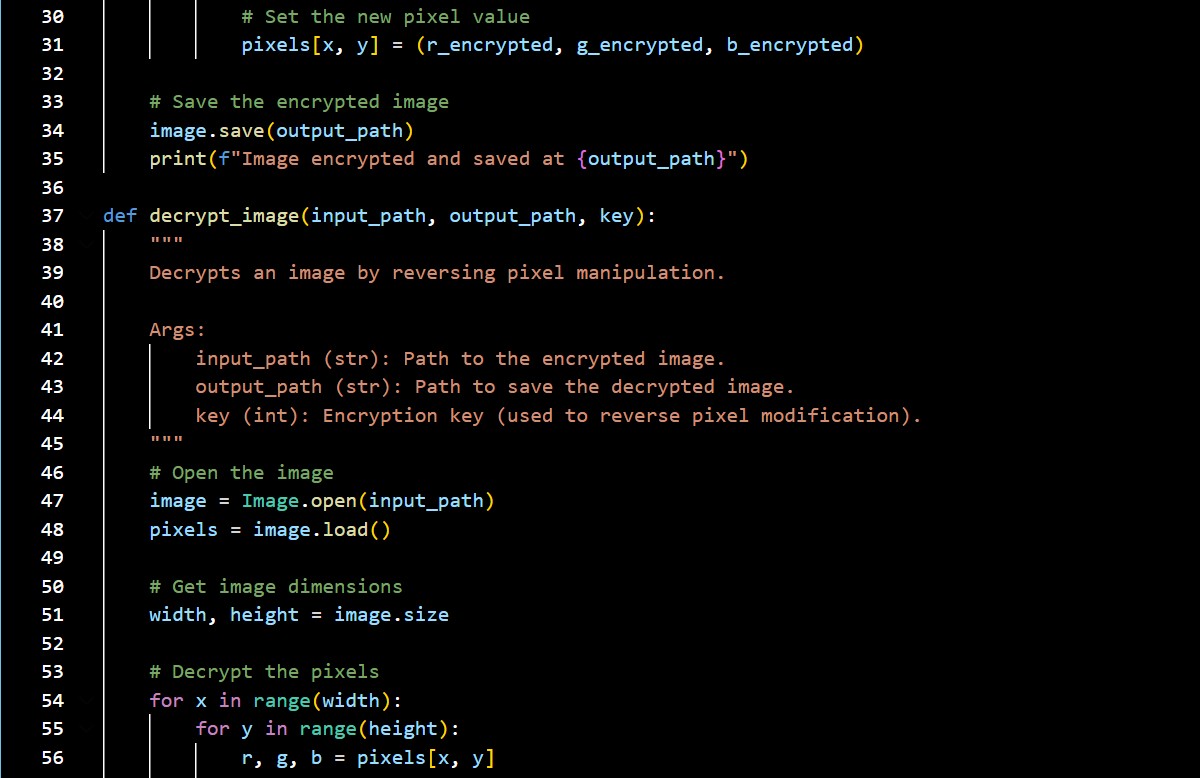 30 # Set the new pixel value
31 pixels[x, y] = (r_encrypted, g_encrypted, b_encrypted)
32
33 # Save the encrypted image
34 image.save(output_path)
35 print(f"Image encrypted and saved at {output_path}")
36
37 def decrypt_image(input_path, output_path, key):
38 """
39 Decrypts an image by reversing pixel manipulation.
40
41 Args:
42 input_path (str): Path to the encrypted image.
43 output_path (str): Path to save the decrypted image.
44 key (int): Encryption key (used to reverse pixel modification).
45 """
46 # Open the image
47 image = Image.open(input_path)
48 pixels = image.load()
49
50 # Get image dimensions
51 width, height = image.size
52
53 # Decrypt the pixels
54 for x in range(width):
55 for y in range(height):
56 r, g, b = pixels[x, y]